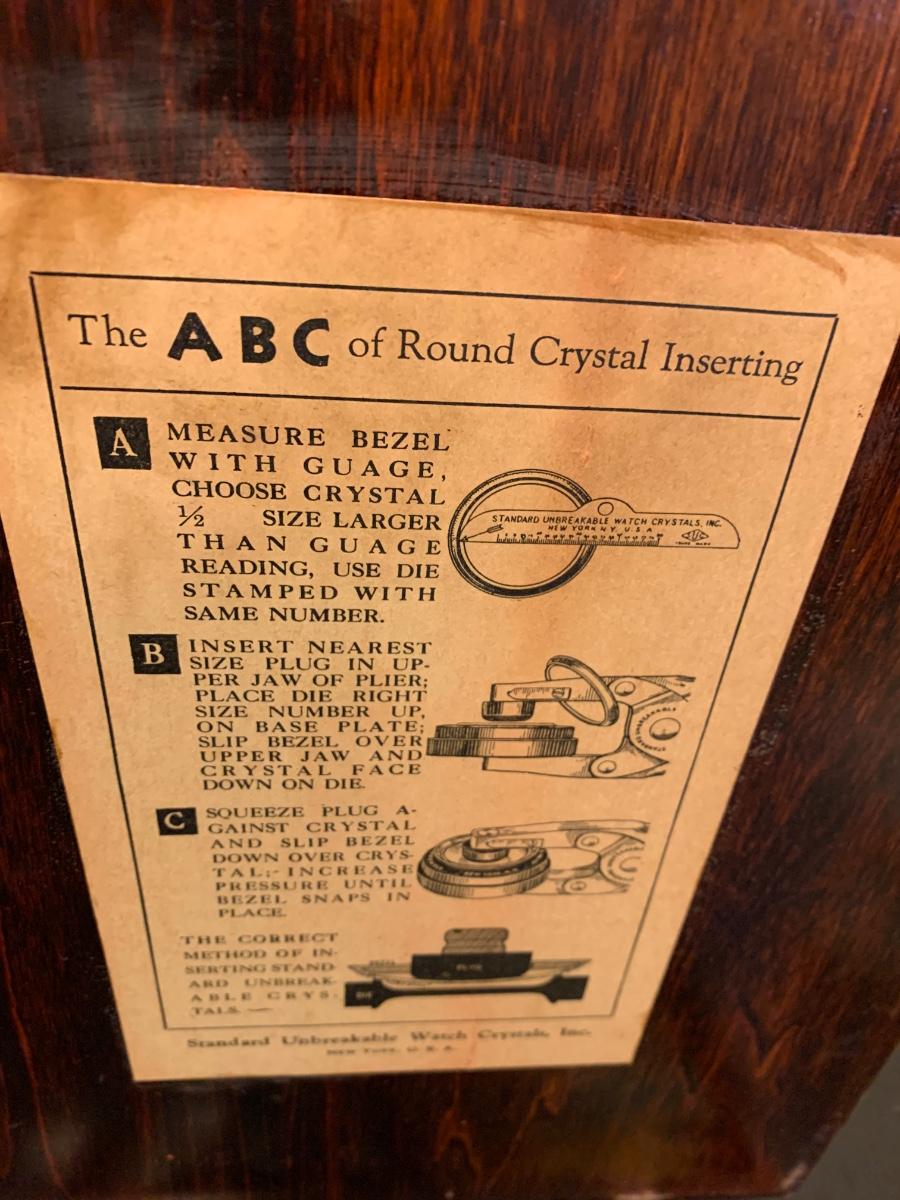 The ABC of Round Crystal Inserting
A
MEASURE BEZEL
WITH GUAGE,
CHOOSE CRYSTAL
½ SIZE LARGER
THAN GUAGE
READING, USE DIE
STAMPED WITH
SAME NUMBER.
STANDARD UNBREAKABLE WATCH CRYSTALS, INC.
NEW YORK N.Y. U.S.A
B
INSERT NEAREST
SIZE PLUG IN UP-
PER JAW OF PLIER;
PLACE DIE RIGHT
SIZE NUMBER UP,
ON BASE PLATE;
SLIP BEZEL OVER
UPPER JAW AND
CRYSTAL FACE
DOWN ON DIE.
STANDARD UNBREAKABLE
C
SQUEEZE PLUG A-
GAINST CRYSTAL
AND SLIP BEZEL
DOWN OVER CRYS-
TAL;- INCREASE
PRESSURE UNTIL
BEZEL SNAPS IN
PLACE.
THE CORRECT
METHOD OF IN-
SERTING STAND-
ARD UNBREAK-
ABLE CRYS-
TALS. —
PLUG
DIE
Standard Unbreakable Watch Crystals, Inc.
NEW YORK, U.S.A.